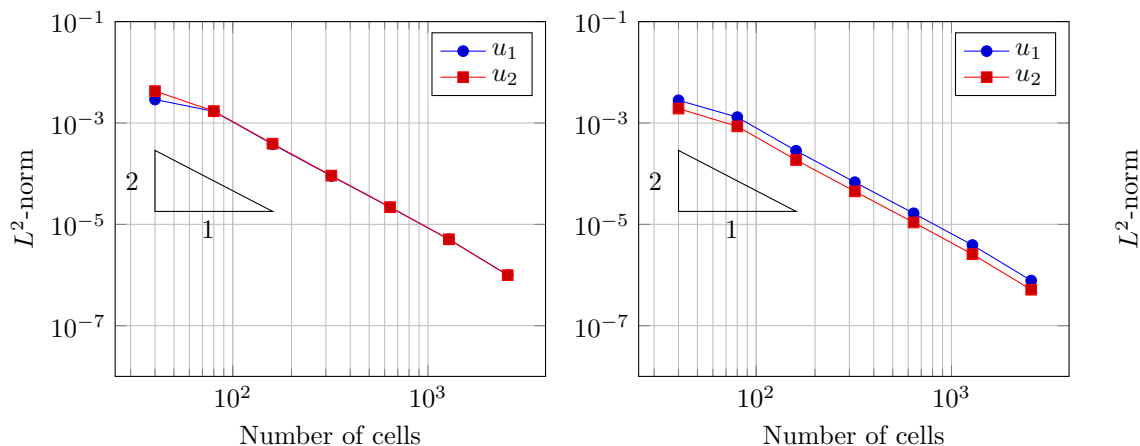 10^{-1}
10^{-3}
10^{-5}
10^{-7}
10^2
10^3
L^2-norm
Number of cells
u_1
u_2
2
1
10^{-1}
10^{-3}
10^{-5}
10^{-7}
10^2
10^3
L^2-norm
Number of cells
u_1
u_2
2
1
L^2-norm